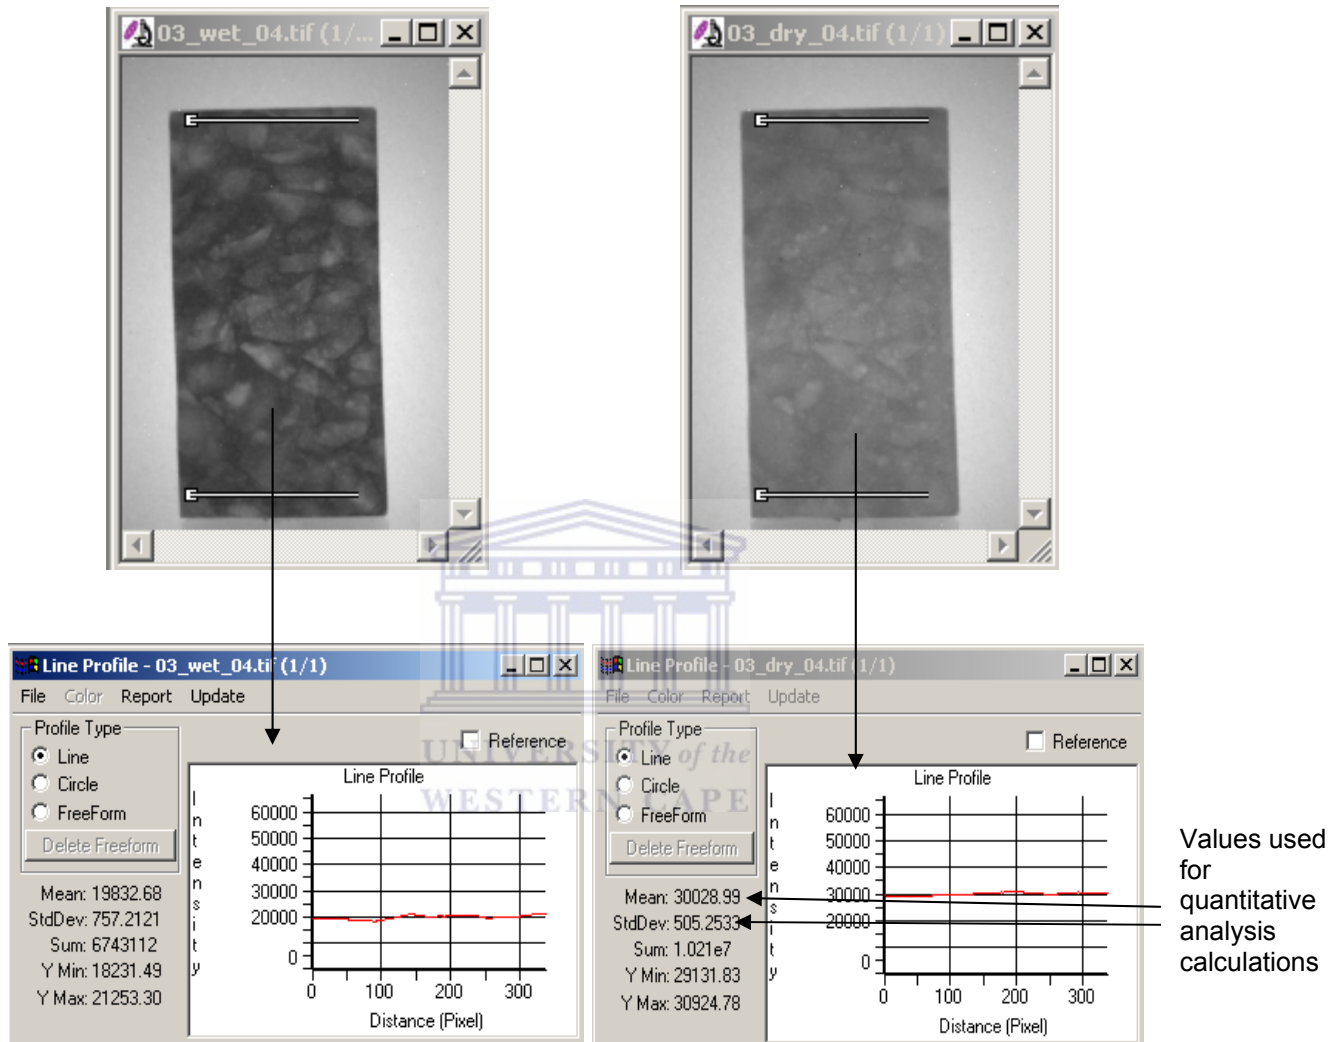 03_wet_04.tif (1/...
03_dry_04.tif (1/1)
E
E
E
E
Line Profile - 03_wet_04.tif (1/1)
File Color Report Update
Profile Type
Line
Circle
FreeForm
Delete Freeform
Reference
Mean: 19832.68
StdDev: 757.2121
Sum: 6743112
Y Min: 18231.49
Y Max: 21253.30
Line Profile
Intensity
60000
50000
40000
30000
20000
0
0 100 200 300
Distance (Pixel)
Line Profile - 03_dry_04.tif (1/1)
File Color Report Update
Profile Type
Line
Circle
FreeForm
Delete Freeform
Reference
Mean: 30028.99
StdDev: 505.2533
Sum: 1.021e7
Y Min: 29131.83
Y Max: 30924.78
Line Profile
Intensity
60000
50000
40000
30000
20000
0
0 100 200 300
Distance (Pixel)
Values used
for
quantitative
analysis
calculations
UNIVERSITY of the
WESTERN CAPE